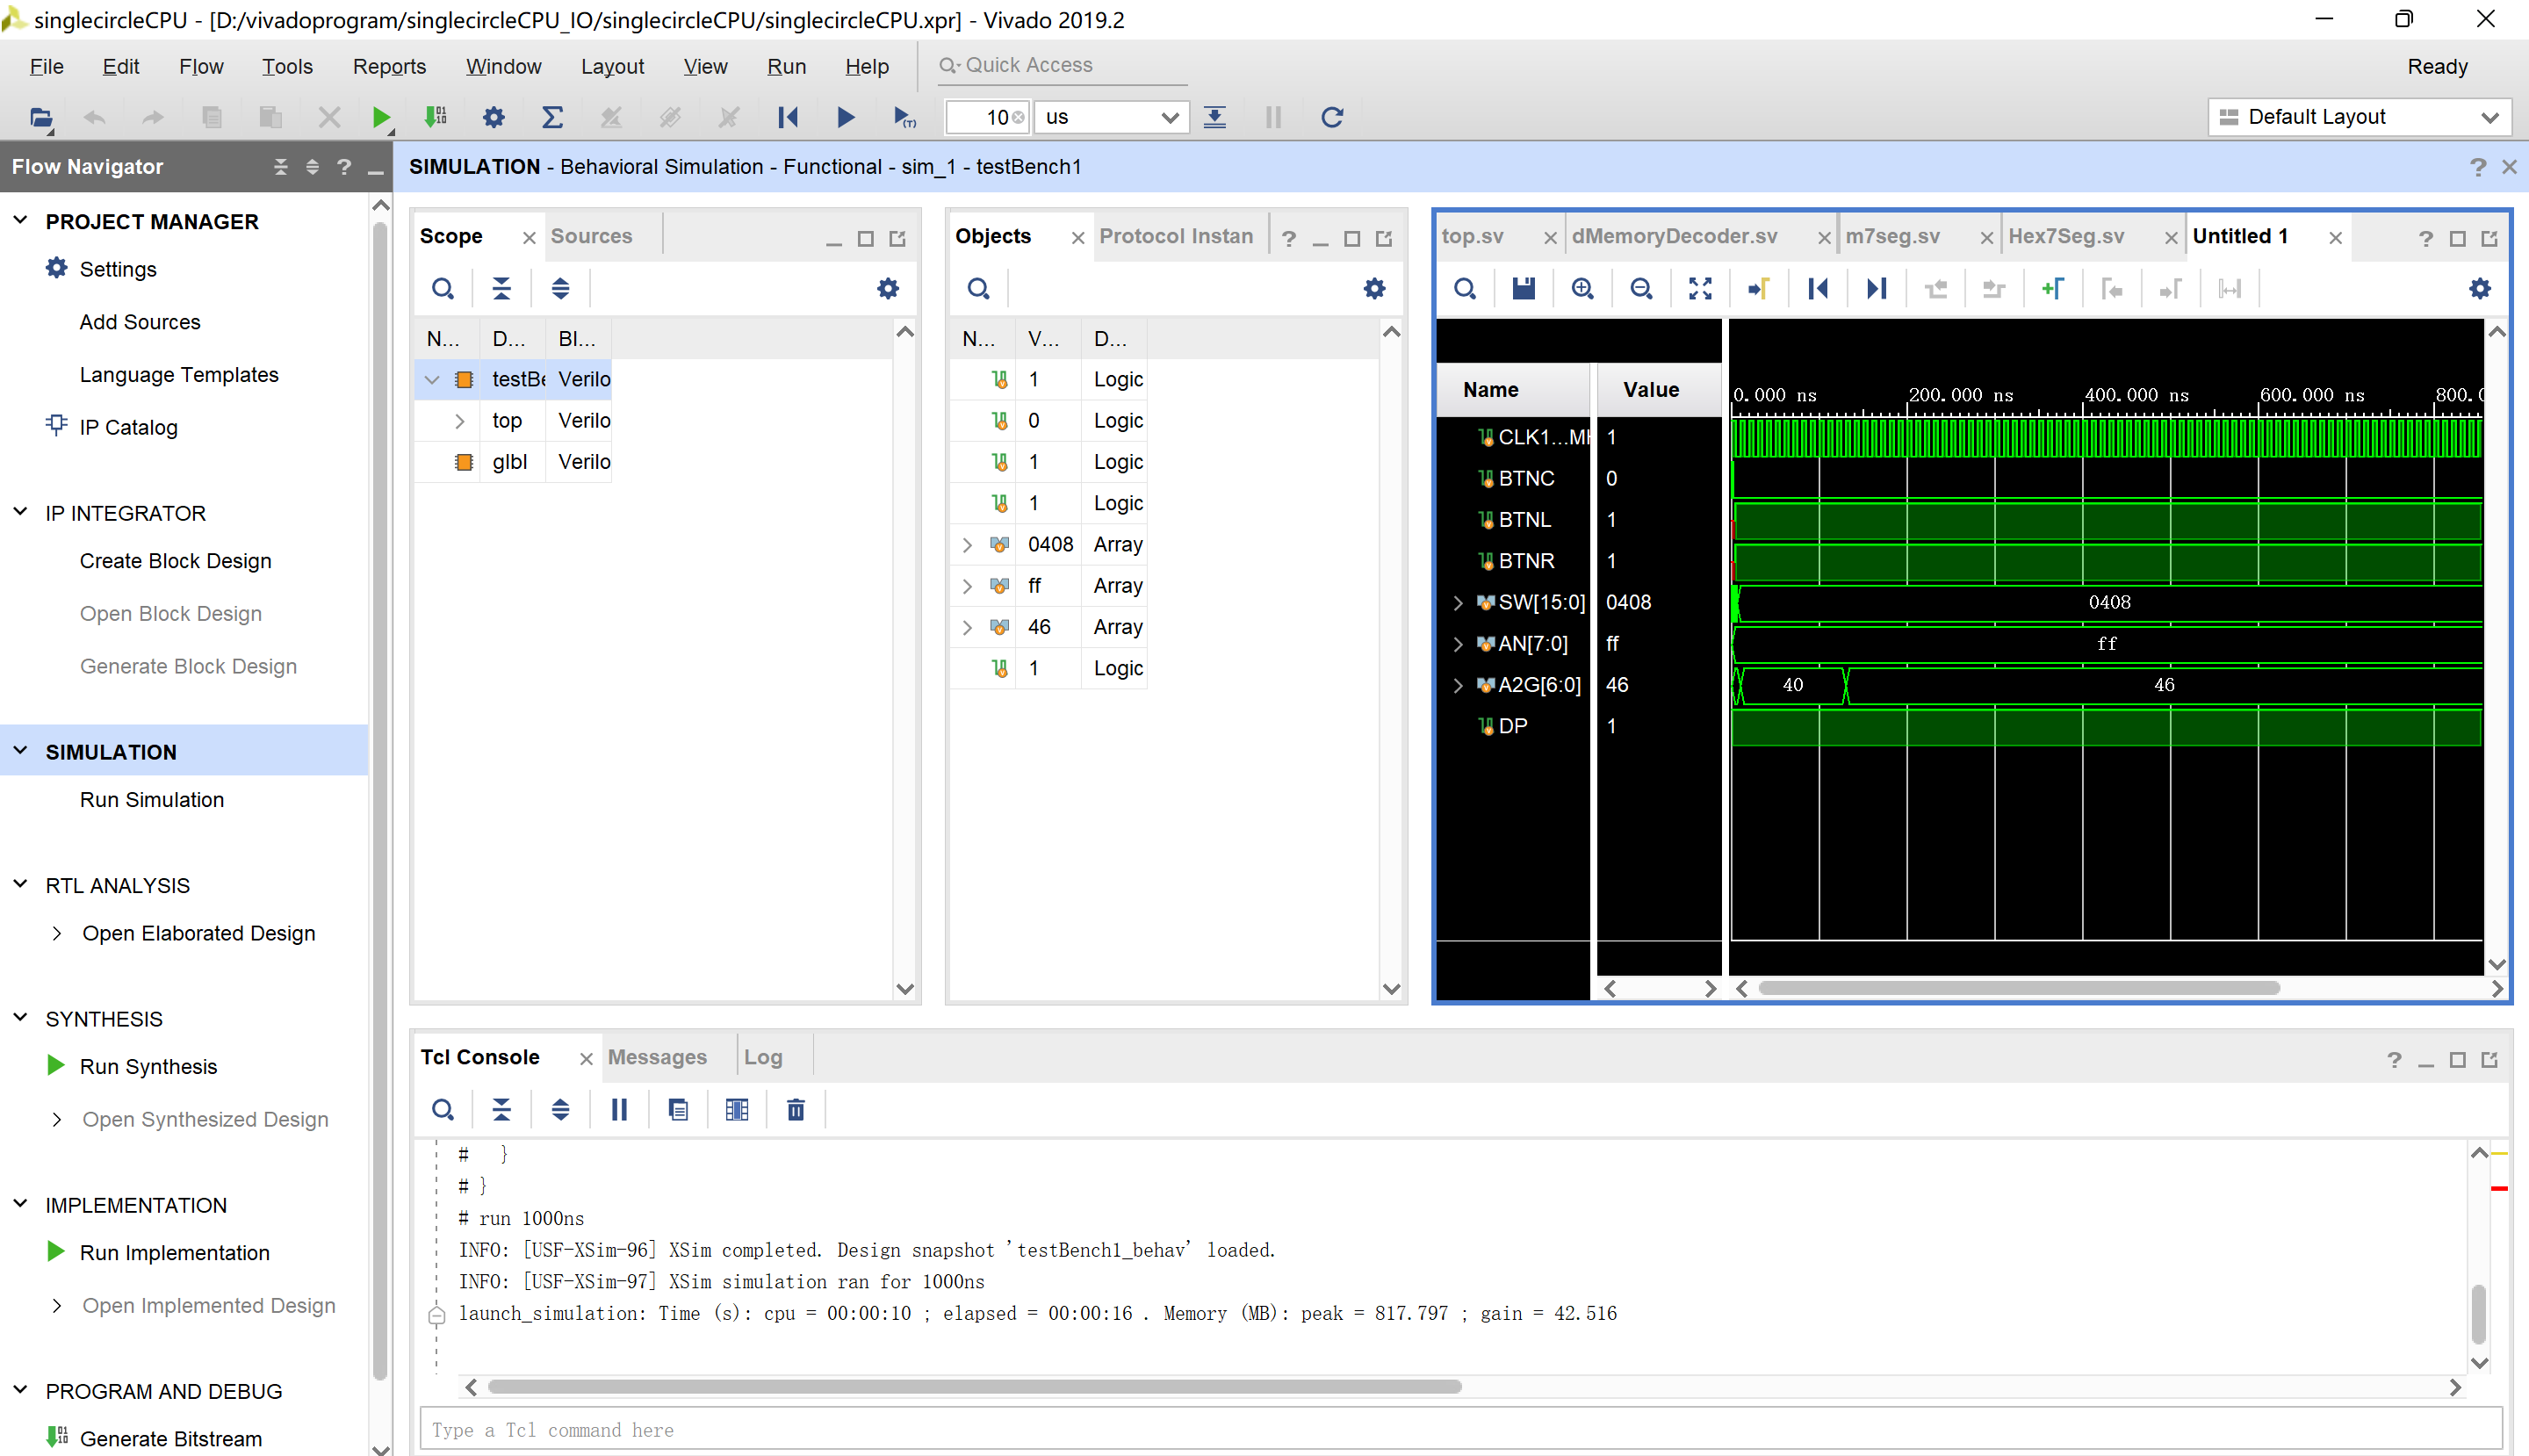 singlecircleCPU - [D:/vivadoprogram/singlecircleCPU_IO/singlecircleCPU/singlecircleCPU.xpr] - Vivado 2019.2
File Edit Flow Tools Reports Window Layout View Run Help Quick Access Ready
10 us Default Layout
Flow Navigator
SIMULATION - Behavioral Simulation - Functional - sim_1 - testBench1
PROJECT MANAGER
Settings
Add Sources
Language Templates
IP Catalog
IP INTEGRATOR
Create Block Design
Open Block Design
Generate Block Design
SIMULATION
Run Simulation
RTL ANALYSIS
Open Elaborated Design
SYNTHESIS
Run Synthesis
Open Synthesized Design
IMPLEMENTATION
Run Implementation
Open Implemented Design
PROGRAM AND DEBUG
Generate Bitstream
Scope Sources
N... D... Bl...
testBe Verilo
top Verilo
glbl Verilo
Objects Protocol Instan
N... V... D...
1 Logic
0 Logic
1 Logic
1 Logic
0408 Array
ff Array
46 Array
1 Logic
top.sv dMemoryDecoder.sv m7seg.sv Hex7Seg.sv Untitled 1
Name Value 0.000 ns 200.000 ns 400.000 ns 600.000 ns 800.0
CLK1...MH 1
BTNC 0
BTNL 1
BTNR 1
SW[15:0] 0408 0408
AN[7:0] ff ff
A2G[6:0] 46 40 46
DP 1
Tcl Console Messages Log
# }
# }
# run 1000ns
INFO: [USF-XSim-96] XSim completed. Design snapshot 'testBench1_behav' loaded.
INFO: [USF-XSim-97] XSim simulation ran for 1000ns
launch_simulation: Time (s): cpu = 00:00:10 ; elapsed = 00:00:16 . Memory (MB): peak = 817.797 ; gain = 42.516
Type a Tcl command here